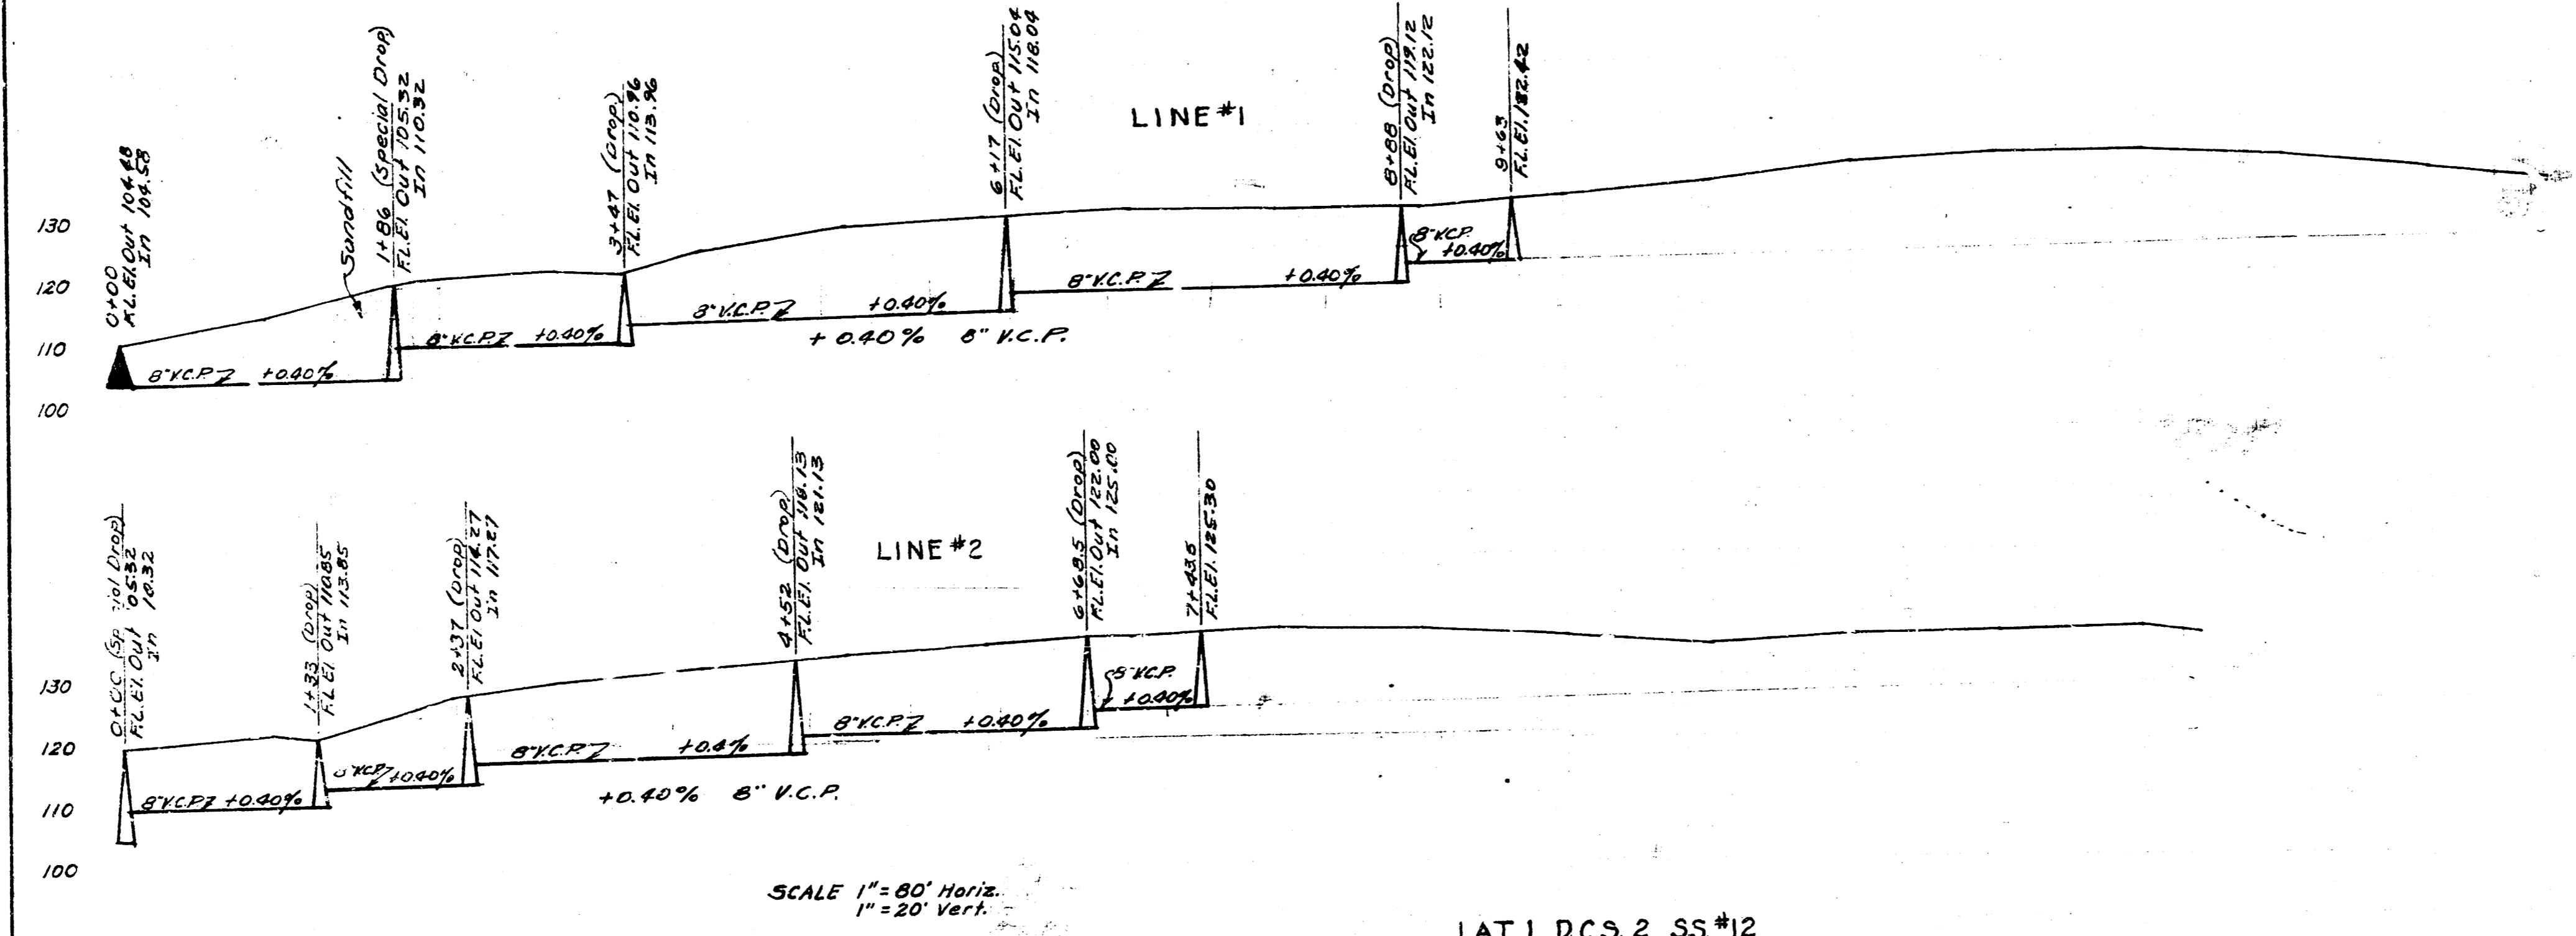 LINE #1
0+00
F.L.El. Out 104.48
In 104.58
Sandfill
1+86 (Special Drop)
F.L.El. Out 105.32
In 110.32
3+47 (Drop)
F.L.El. Out 110.96
In 113.96
6+17 (Drop)
F.L.El. Out 115.04
In 118.04
8+88 (Drop)
F.L.El. Out 119.12
In 122.12
9+63
F.L.El.
130
120
110
100
8" V.C.P. +0.40%
8" V.C.P. +0.40%
8" V.C.P. +0.40%
8" V.C.P. +0.40%
8" V.C.P.
+0.40%
+0.40% 8" V.C.P.
LINE #2
F.L.El. Out 05.32
In
1+33 (Drop)
F.L.El. Out 110.85
In 113.85
2+37 (Drop)
F.L.El. Out 114.27
In 117.27
4+52 (Drop)
F.L.El. Out 118.13
In 121.13
6+68.5 (Drop)
F.L.El. Out 122.00
In 125.00
7+43.5
F.L.El. 125.30
130
120
110
100
8" V.C.P. +0.40%
8" V.C.P. +0.40%
8" V.C.P. +0.4%
8" V.C.P. +0.40%
8" V.C.P.
+0.40%
+0.40% 8" V.C.P.
SCALE 1" = 80' Horiz.
1" = 20' Vert.
LAT. 1 D.C.S. 2 S.S. #12